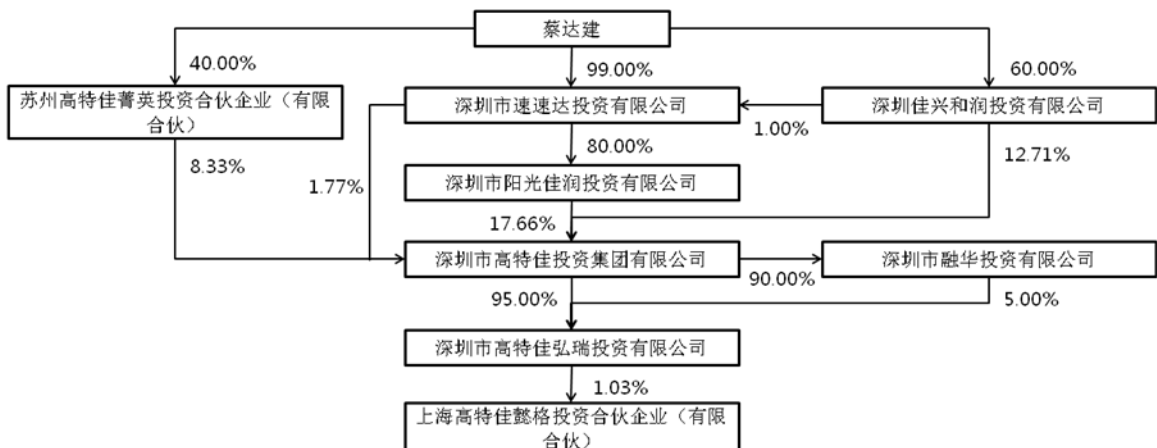 蔡达建
40.00%
99.00%
60.00%
苏州高特佳菁英投资合伙企业（有限
合伙）
深圳市速速达投资有限公司
深圳佳兴和润投资有限公司
1.00%
8.33%
1.77%
80.00%
12.71%
深圳市阳光佳润投资有限公司
17.66%
深圳市高特佳投资集团有限公司
深圳市融华投资有限公司
90.00%
95.00%
5.00%
深圳市高特佳弘瑞投资有限公司
1.03%
上海高特佳懿格投资合伙企业（有限
合伙）